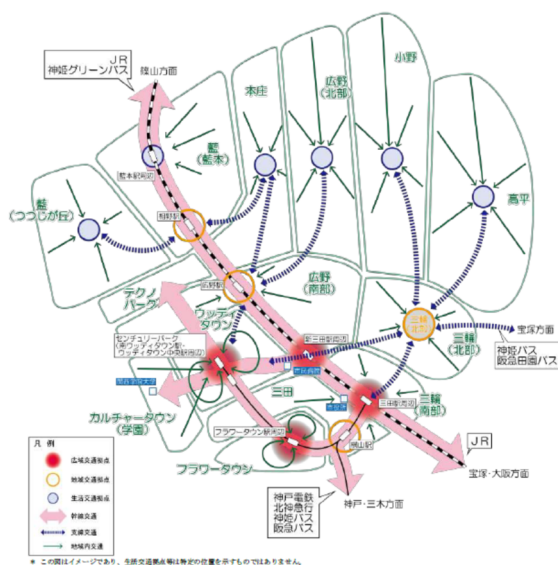 JR
神姫グリーンバス
篠山方面
本庄
広野
(北部)
小野
藍
(藍本)
高平
藍本駅周辺
藍
(つつじが丘)
相野駅
広野駅
広野
(南部)
テクノ
パーク
ウッディ
タウン
センチュリーパーク
(南ウッディタウン駅・
ウッディタウン中央駅周辺)
新三田駅周辺
三輪
北部
三輪
(北部)
宝塚方面
神姫バス
阪急田園バス
三田
カルチャータウン
(学園)
三田駅周辺
三輪
(南部)
フラワータウン駅周辺
フラワータウン
横山駅
JR
宝塚・大阪方面
神戸電鉄
北神急行
神姫バス
阪急バス
神戸・三木方面
凡 例
広域交通拠点
地域交通拠点
生活交通拠点
幹線交通
支線交通
地域内交通
* この図はイメージであり、生活交通拠点等は特定の位置を示すものではありません。